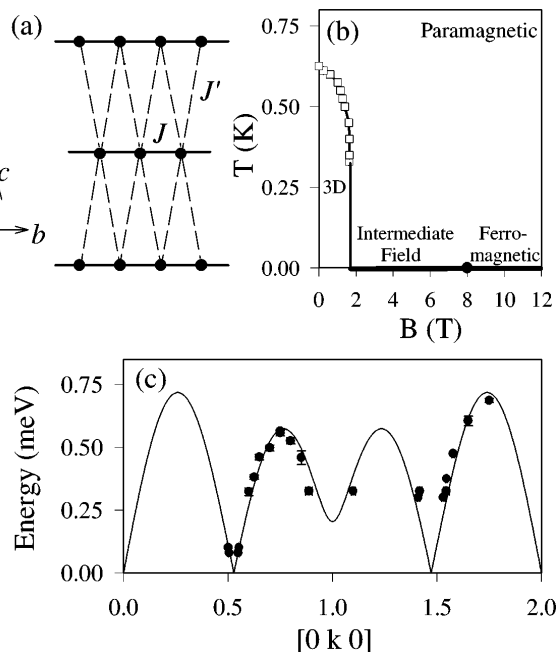 (a)
J'
J
c
b
(b)
Paramagnetic
T (K)
0.75
0.50
0.25
0.00
3D
Intermediate
Field
Ferro-
magnetic
0 2 4 6 8 10 12
B (T)
(c)
Energy (meV)
0.75
0.50
0.25
0.00
0.0 0.5 1.0 1.5 2.0
[0 k 0]